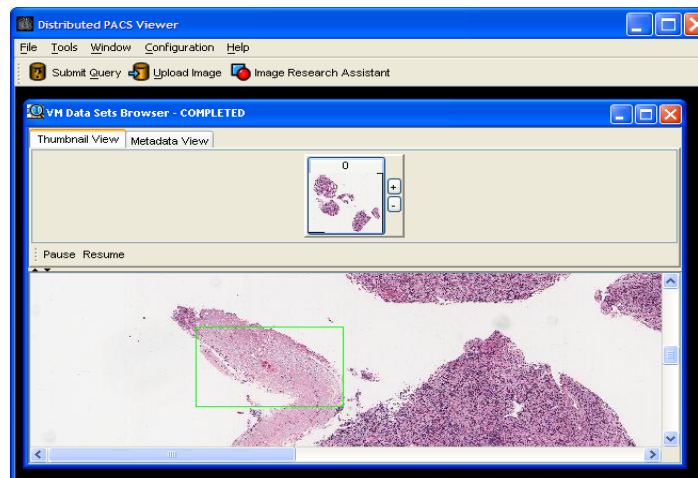 Distributed PACS Viewer
File Tools Window Configuration Help
Submit Query Upload Image Image Research Assistant
VM Data Sets Browser - COMPLETED
Thumbnail View Metadata View
0
+
-
Pause Resume